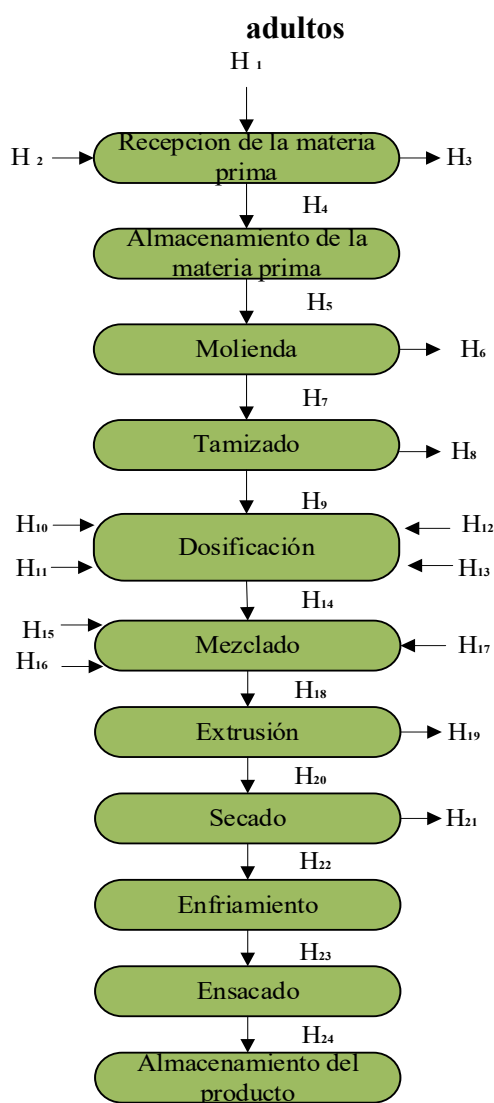 adultos
H 1
Recepcion de la materia
prima
H 2
H3
H4
Almacenamiento de la
materia prima
H5
Molienda
H6
H7
Tamizado
H8
H9
H10
H12
Dosificación
H11
H13
H14
H15
Mezclado
H17
H16
H18
Extrusión
H19
H20
Secado
H21
H22
Enfriamiento
H23
Ensacado
H24
Almacenamiento del
producto